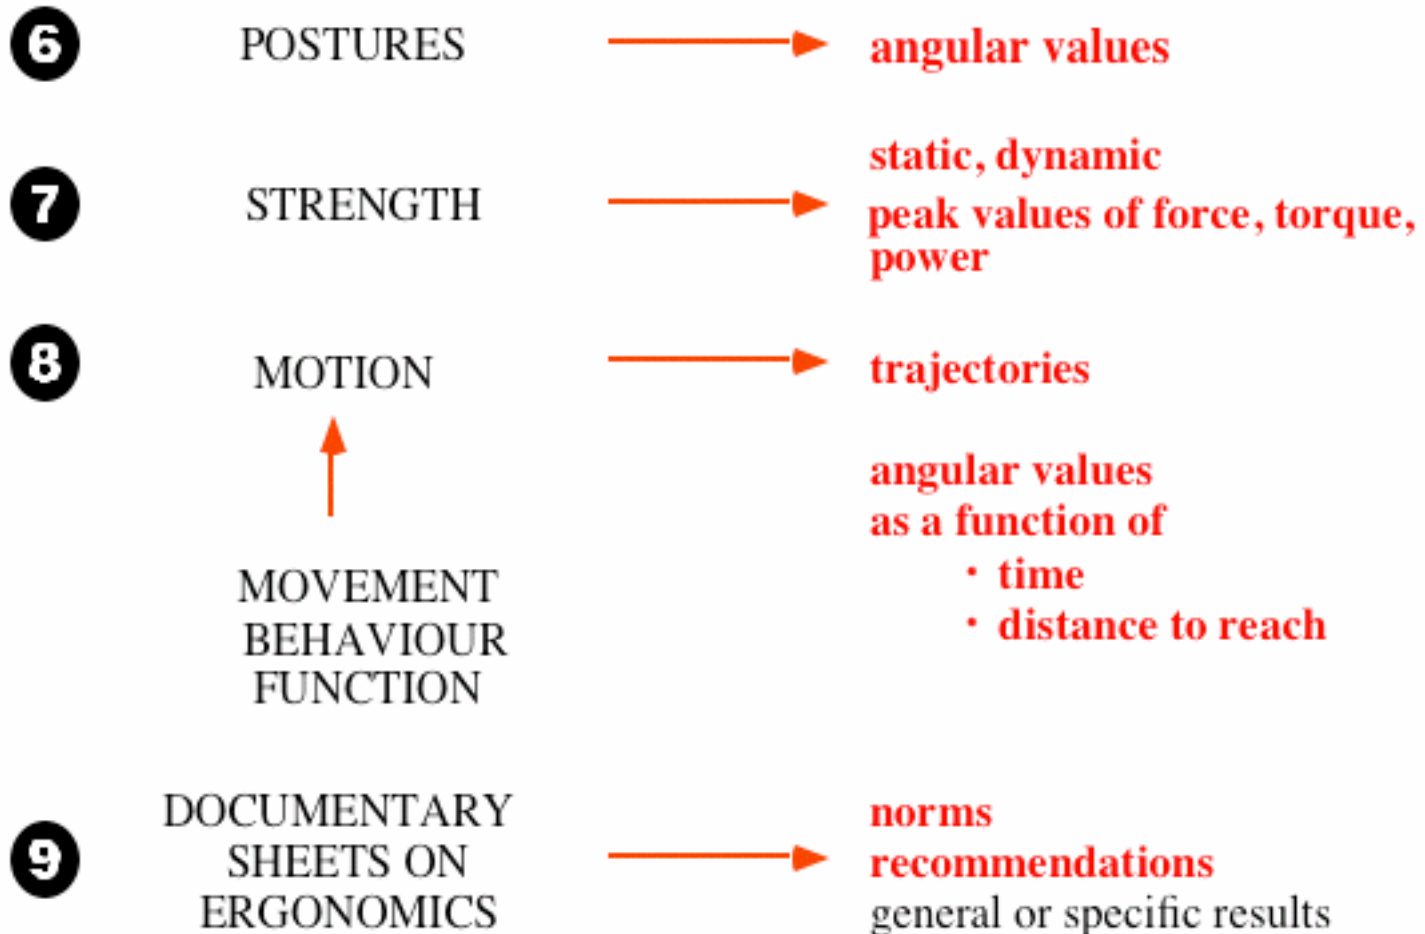 6 POSTURES angular values
static, dynamic
7 STRENGTH peak values of force, torque,
power
8 MOTION trajectories
angular values
as a function of
· time
MOVEMENT
BEHAVIOUR
· distance to reach
FUNCTION
DOCUMENTARY norms
9 SHEETS ON recommendations
ERGONOMICS general or specific results